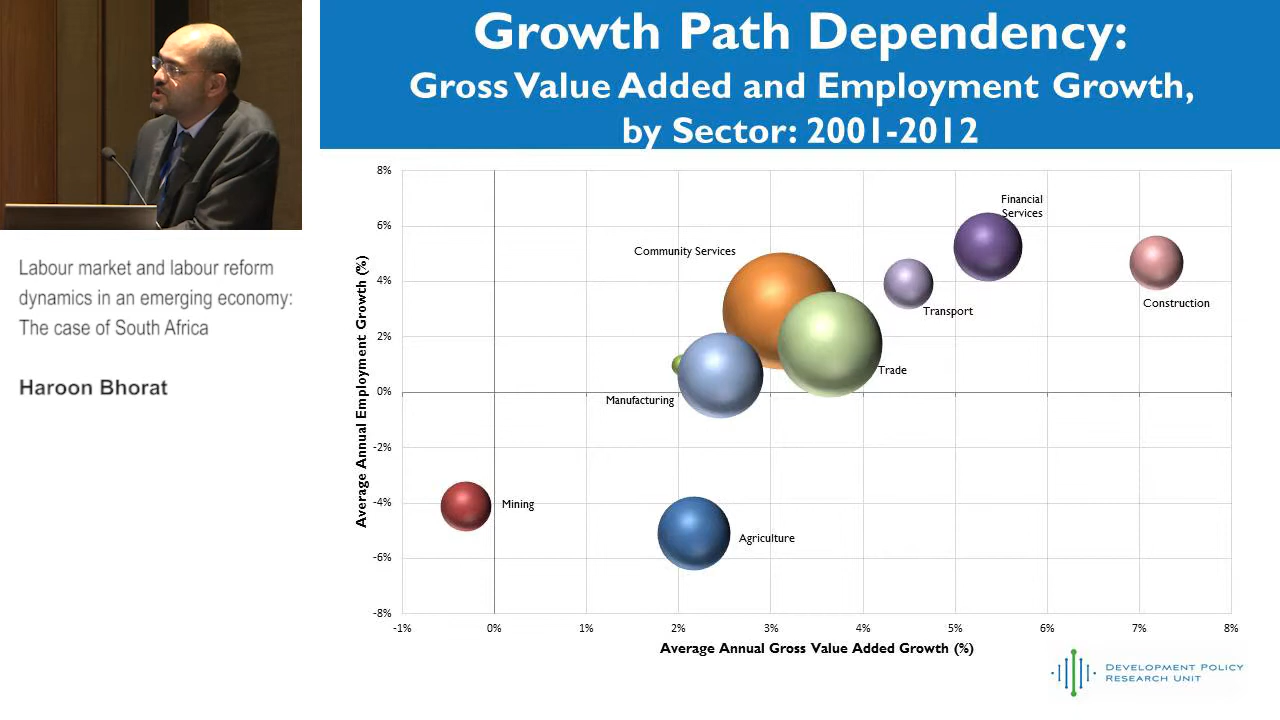 Growth Path Dependency:
Gross Value Added and Employment Growth,
by Sector: 2001-2012
Labour market and labour reform
dynamics in an emerging economy:
The case of South Africa
Haroon Bhorat
Average Annual Employment Growth (%)
8%
6%
4%
2%
0%
-2%
-4%
-6%
-8%
Financial
Services
Community Services
Construction
Transport
Trade
Manufacturing
Mining
Agriculture
-1%
0%
1%
2%
3%
4%
5%
6%
7%
8%
Average Annual Gross Value Added Growth (%)
DEVELOPMENT POLICY
RESEARCH UNIT